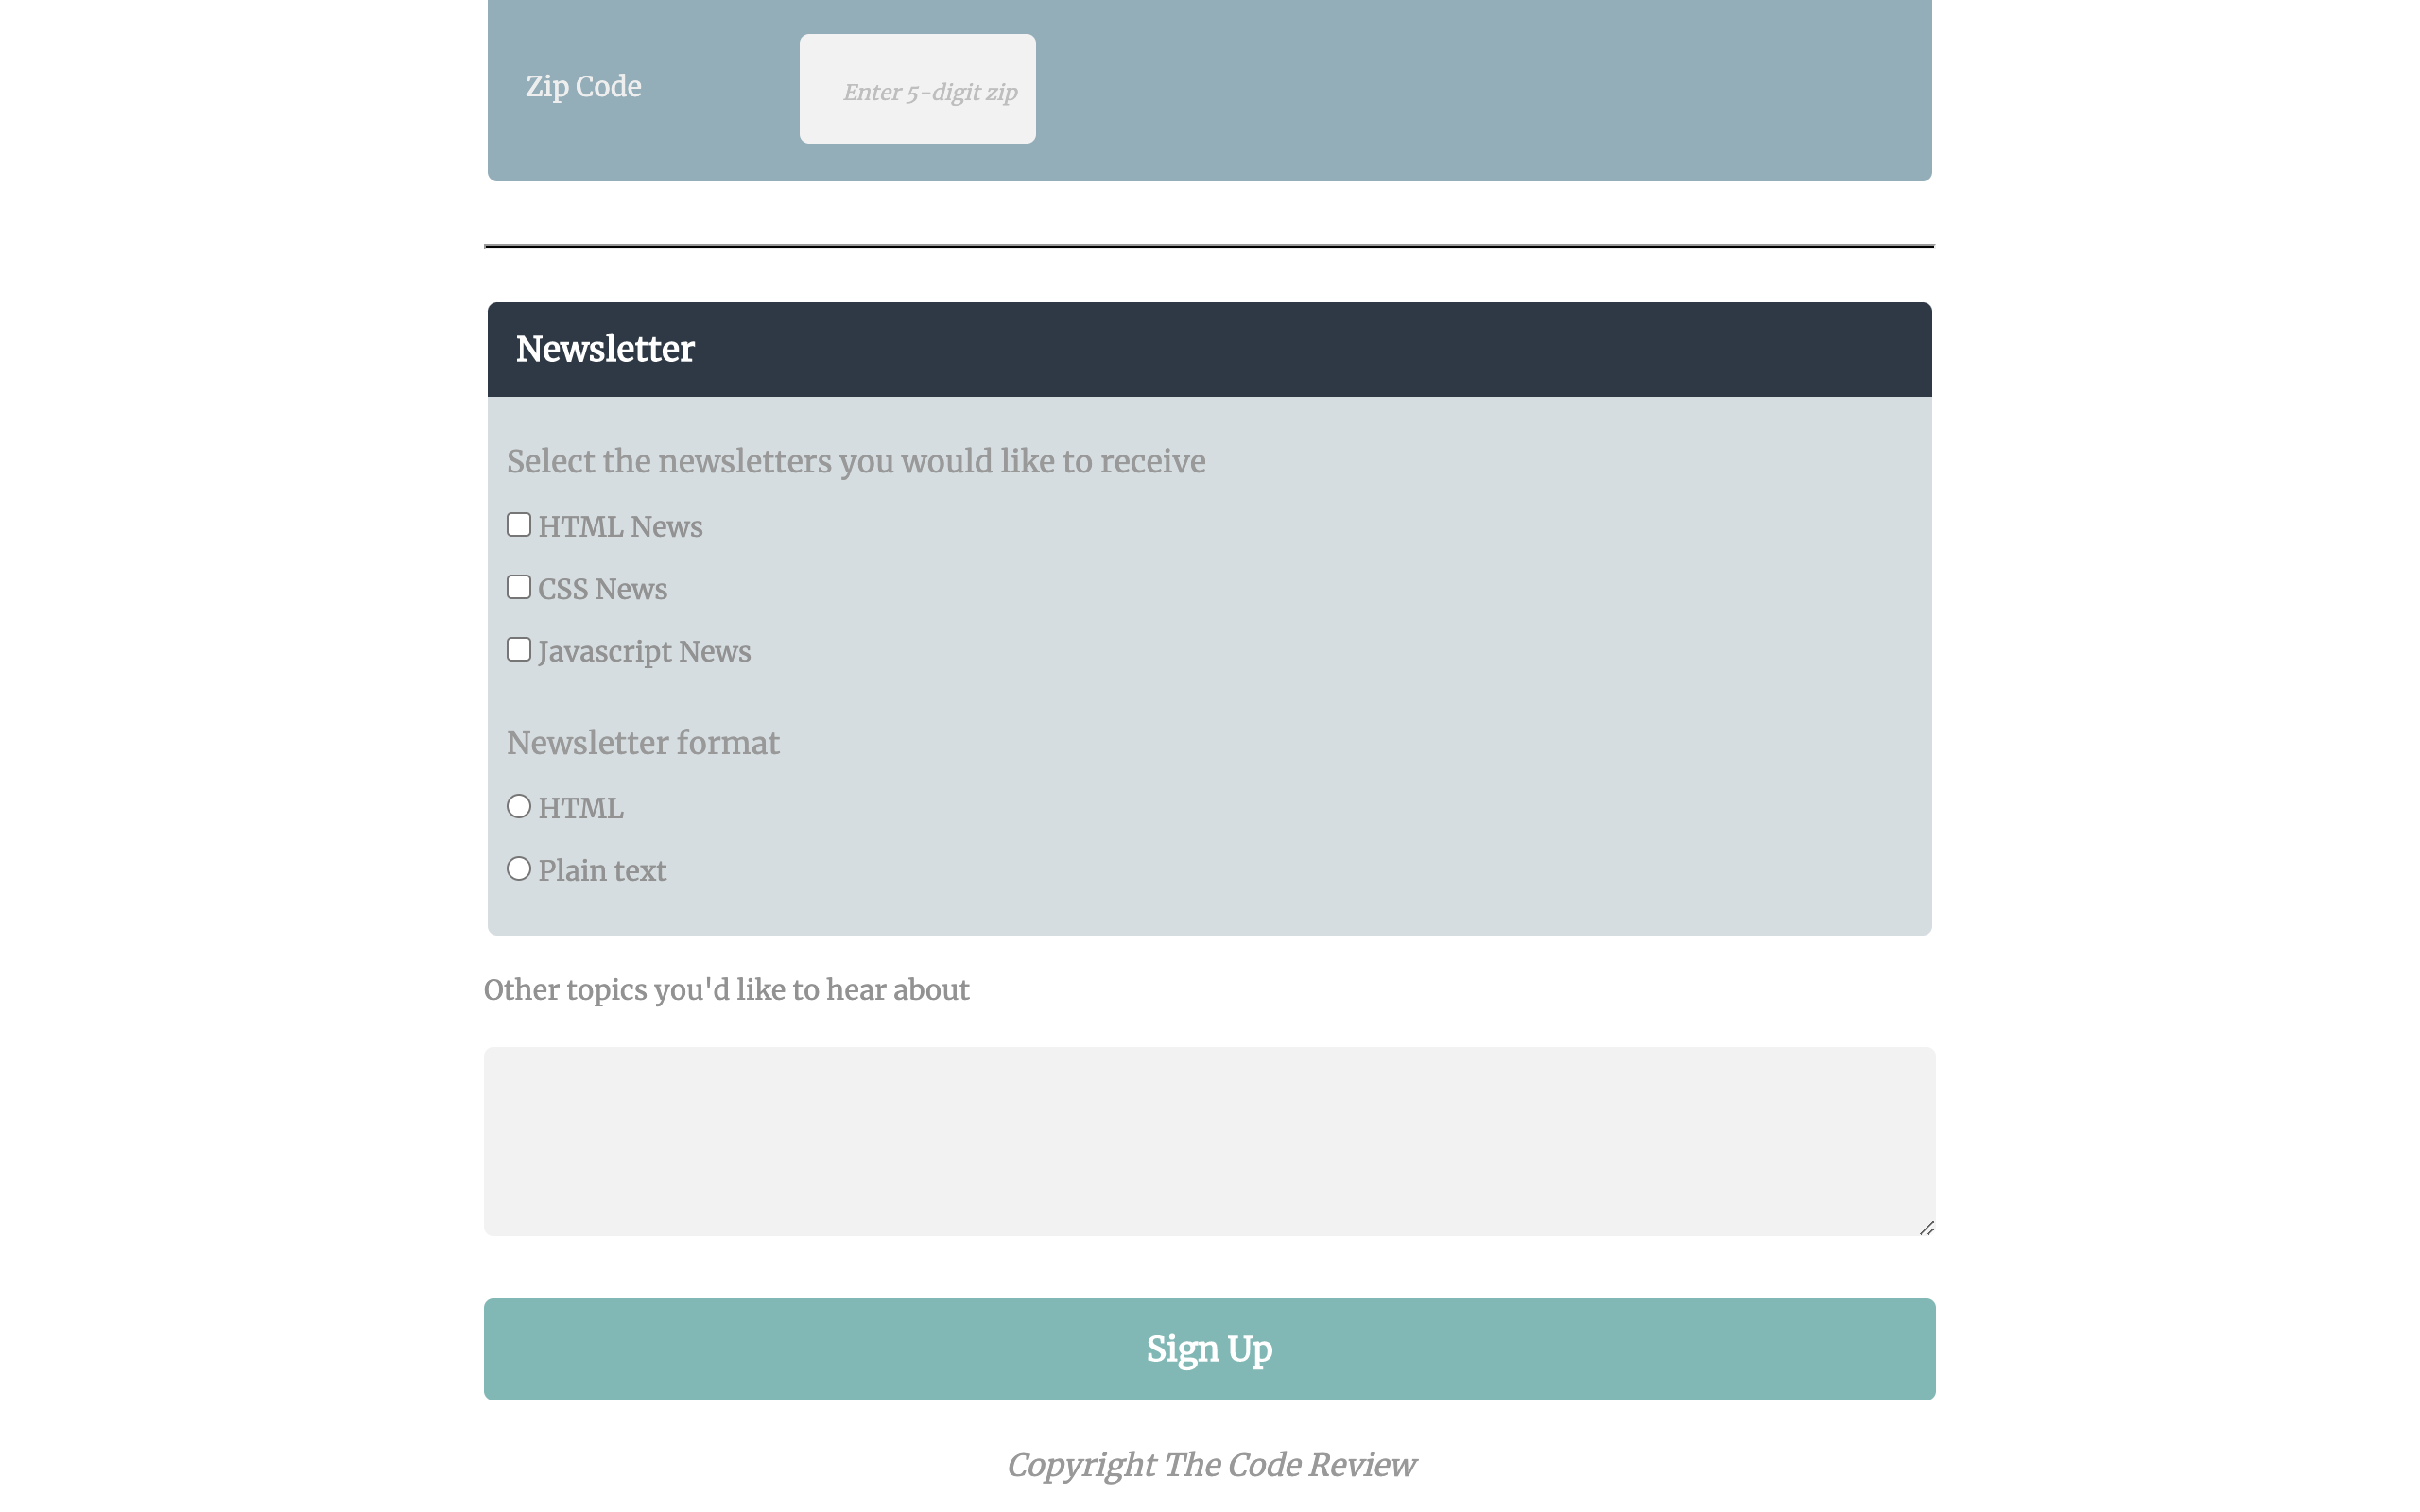 Zip Code
Enter 5-digit zip
Newsletter
Select the newsletters you would like to receive
HTML News
CSS News
Javascript News
Newsletter format
HTML
Plain text
Other topics you'd like to hear about
Sign Up
Copyright The Code Review